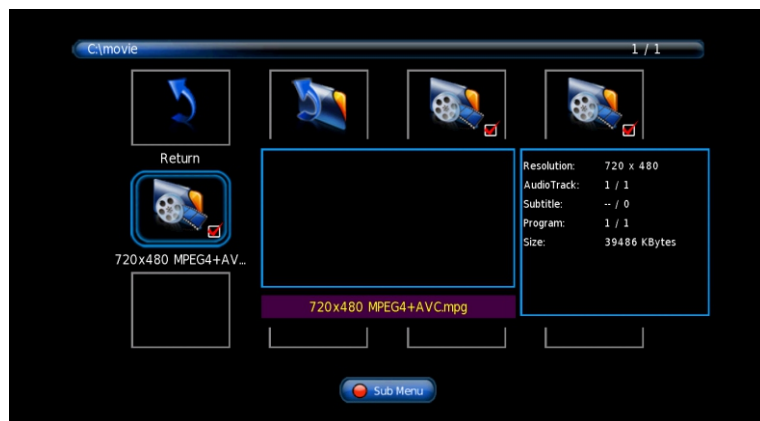 C:\movie 1 / 1
Return
720x480 MPEG4+AV...
Resolution: 720 x 480
AudioTrack: 1 / 1
Subtitle: -- / 0
Program: 1 / 1
Size: 39486 KBytes
720x480 MPEG4+AVC.mpg
Sub Menu